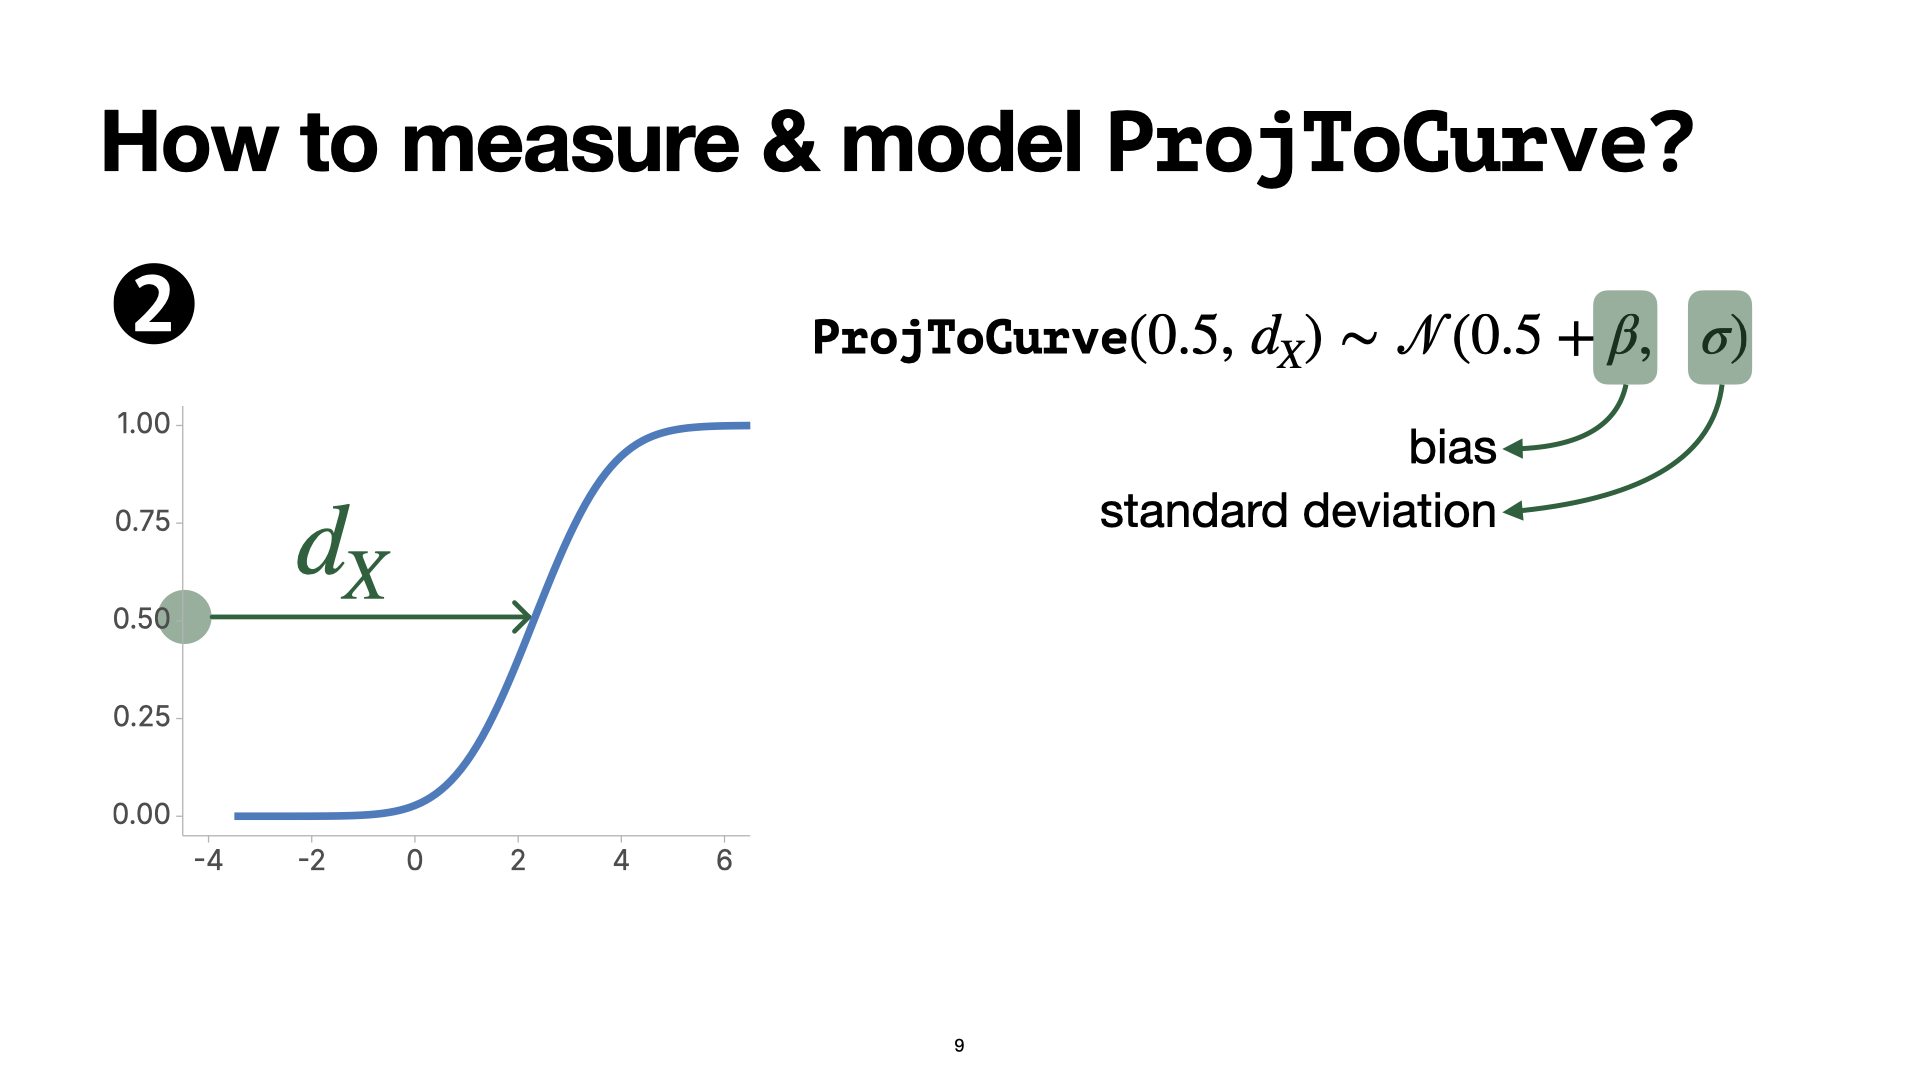 How to measure & model ProjToCurve?
2
ProjToCurve(0.5, d_X) ∼ 𝒩(0.5 + β, σ)
bias
standard deviation
1.00
0.75
d_X
0.50
0.25
0.00
-4 -2 0 2 4 6
9